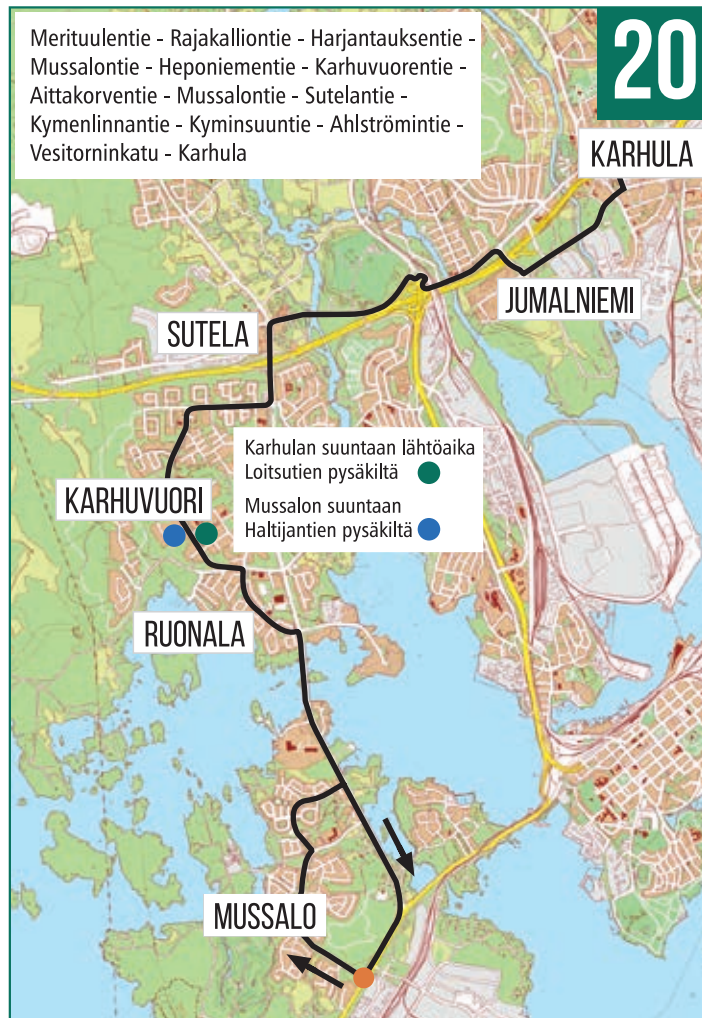 Merituulentie - Rajakalliontie - Harjantauksentie -
Mussalontie - Heponiementie - Karhuvuorentie -
Aittakorventie - Mussalontie - Sutelantie -
Kymenlinnantie - Kyminsuuntie - Ahlströmintie -
Vesitorninkatu - Karhula
20
KARHULA
JUMALNIEMI
SUTELA
Karhulan suuntaan lähtöaika
Loitsutien pysäkiltä
Mussalon suuntaan
Haltijantien pysäkiltä
KARHUVUORI
RUONALA
MUSSALO